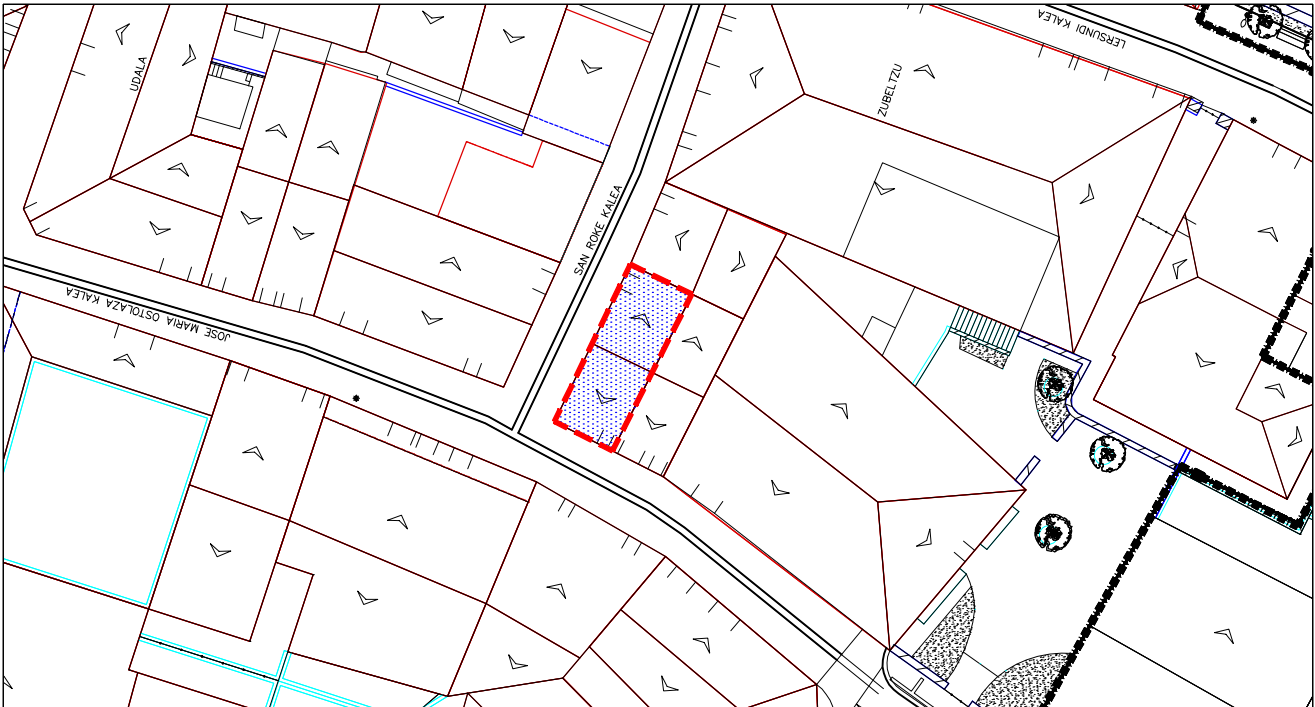 LERSUNDI KALEA
UDALA
ZUBELTZU
SAN ROKE KALEA
JOSE MARIA OSTOLAZA KALEA